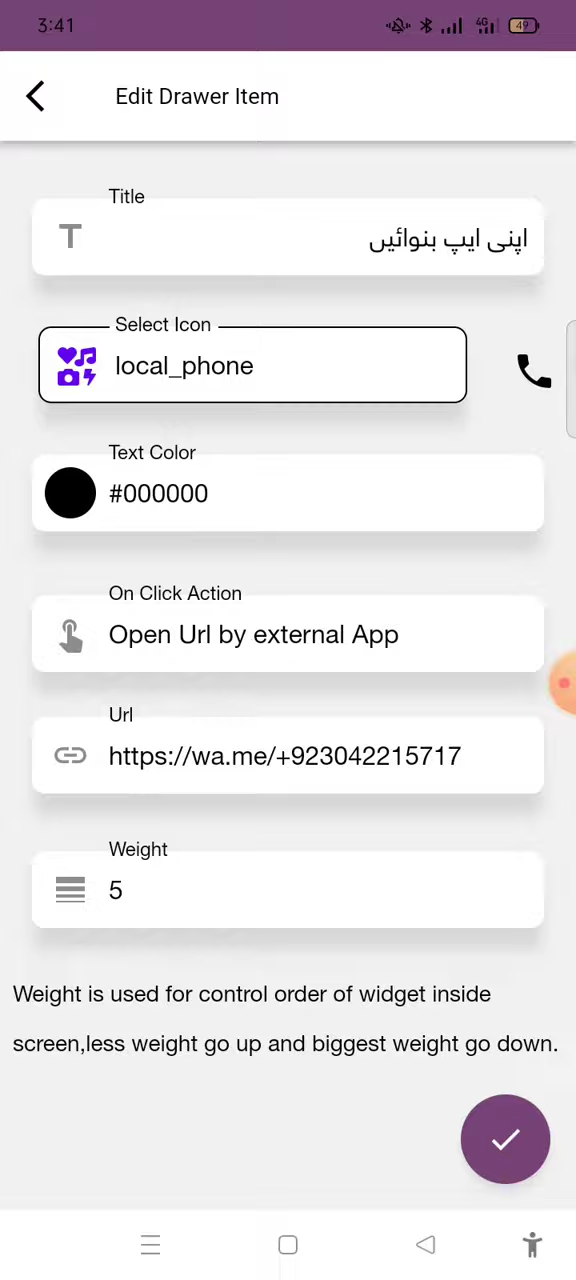 3:41
4G
49
Edit Drawer Item
Title
اپنی ایپ بنوائیں
Select Icon
local_phone
Text Color
#000000
On Click Action
Open Url by external App
Url
https://wa.me/+923042215717
Weight
5
Weight is used for control order of widget inside
screen,less weight go up and biggest weight go down.